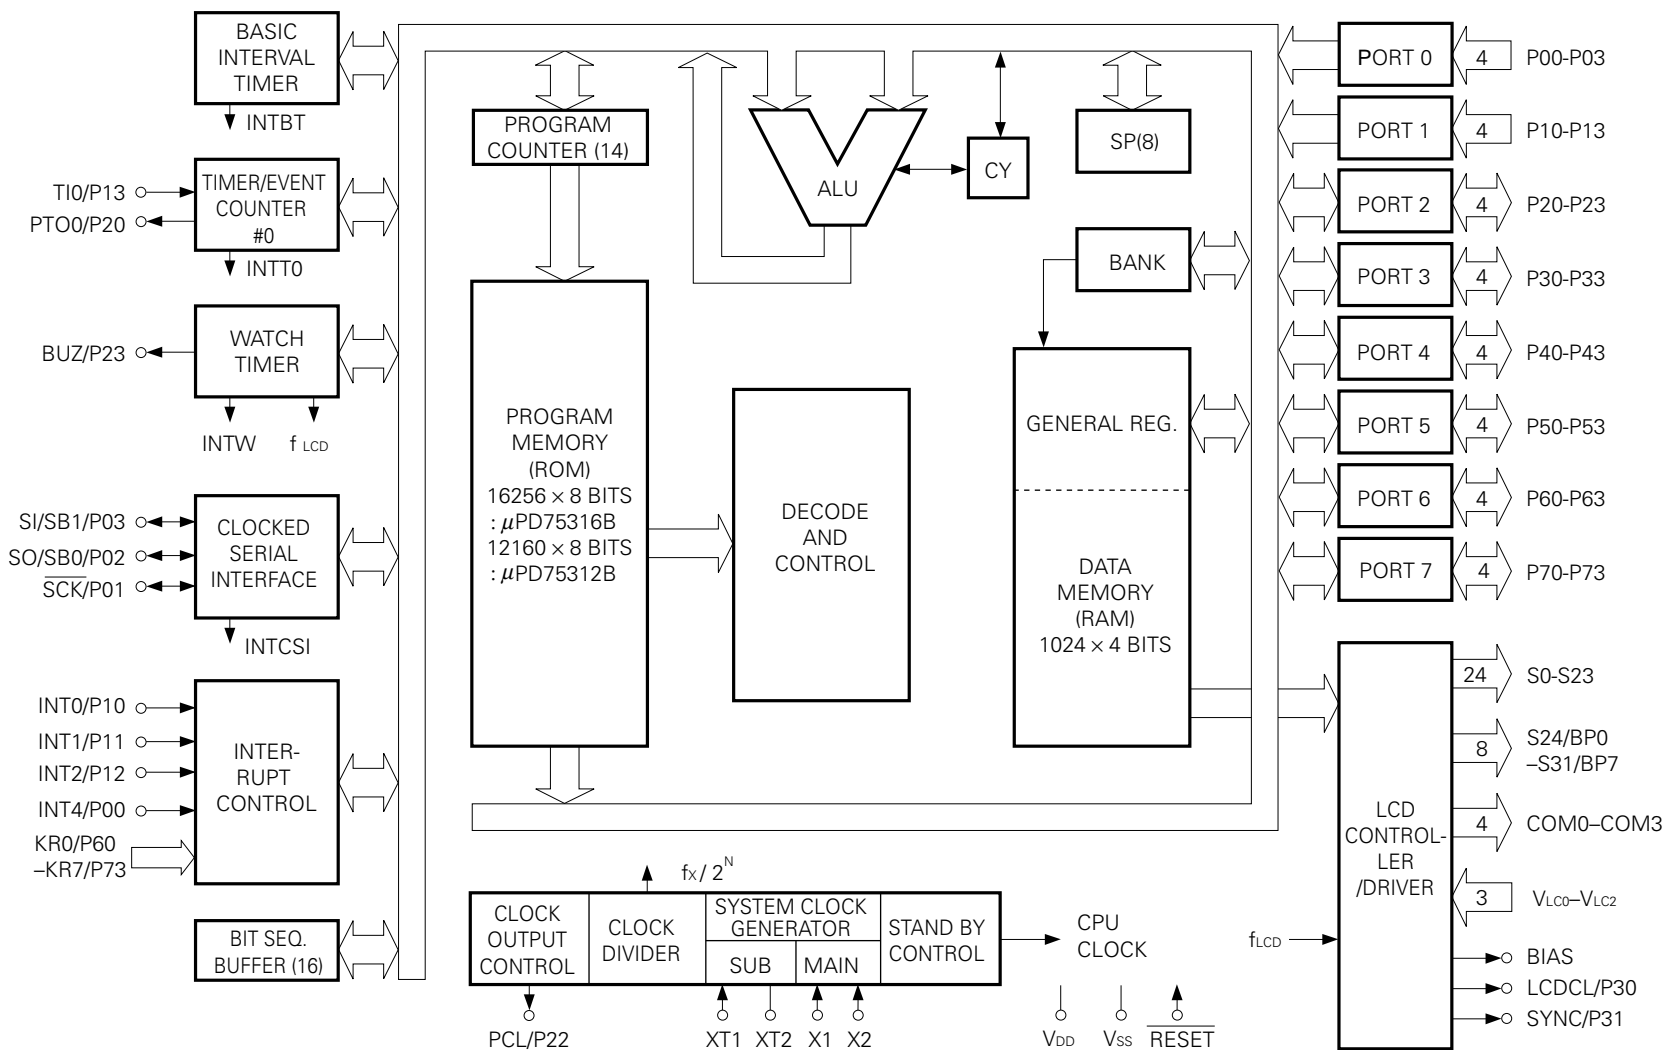 BASIC
INTERVAL
TIMER
INTBT
TI0/P13
PTO0/P20
TIMER/EVENT
COUNTER
#0
INTT0
BUZ/P23
WATCH
TIMER
INTW
f LCD
SI/SB1/P03
SO/SB0/P02
SCK/P01
CLOCKED
SERIAL
INTERFACE
INTCSI
INT0/P10
INT1/P11
INT2/P12
INT4/P00
KR0/P60
–KR7/P73
INTER-
RUPT
CONTROL
BIT SEQ.
BUFFER (16)
PROGRAM
COUNTER (14)
ALU
CY
SP(8)
BANK
PROGRAM
MEMORY
(ROM)
16256 × 8 BITS
: μPD75316B
12160 × 8 BITS
: μPD75312B
DECODE
AND
CONTROL
GENERAL REG.
DATA
MEMORY
(RAM)
1024 × 4 BITS
fX / 2N
CLOCK
OUTPUT
CONTROL
CLOCK
DIVIDER
SYSTEM CLOCK
GENERATOR
SUB
MAIN
STAND BY
CONTROL
CPU
CLOCK
PCL/P22
XT1
XT2
X1
X2
VDD
VSS
RESET
PORT 0
4
P00-P03
PORT 1
4
P10-P13
PORT 2
4
P20-P23
PORT 3
4
P30-P33
PORT 4
4
P40-P43
PORT 5
4
P50-P53
PORT 6
4
P60-P63
PORT 7
4
P70-P73
LCD
CONTROL-
LER
/DRIVER
24
S0-S23
8
S24/BP0
–S31/BP7
4
COM0–COM3
3
VLC0–VLC2
fLCD
BIAS
LCDCL/P30
SYNC/P31